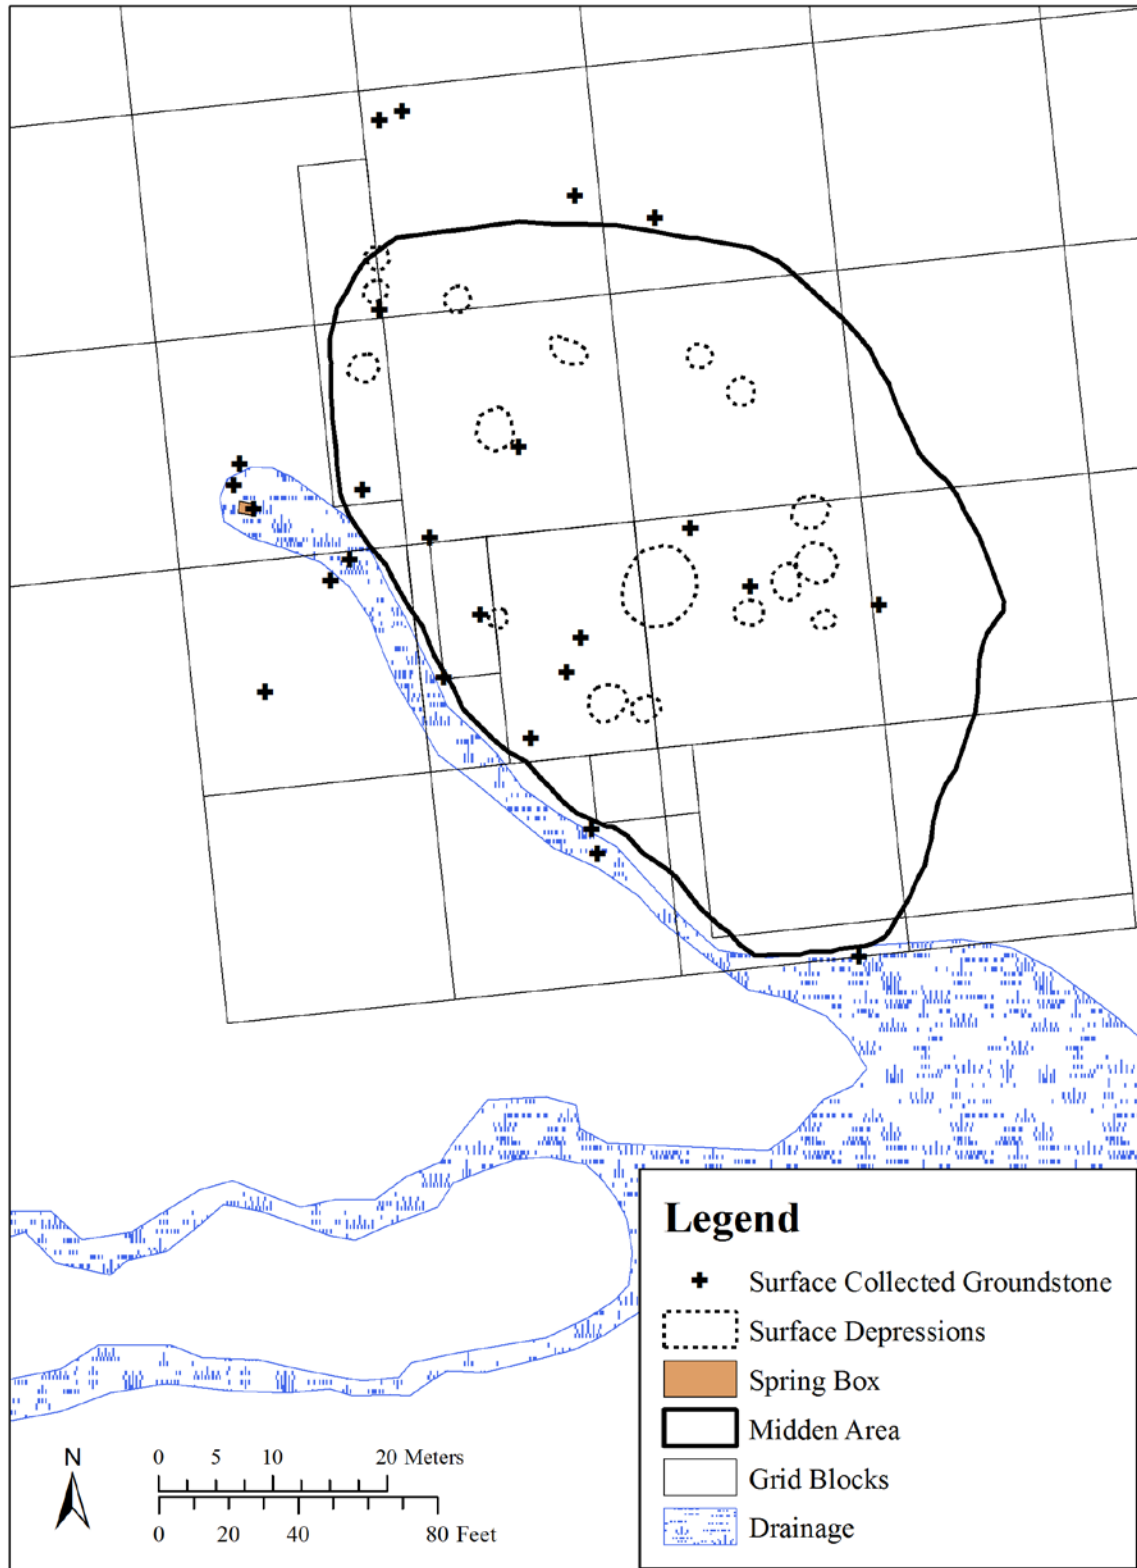 Legend
Surface Collected Groundstone
Surface Depressions
Spring Box
Midden Area
Grid Blocks
Drainage
N
0 5 10 20 Meters
0 20 40 80 Feet